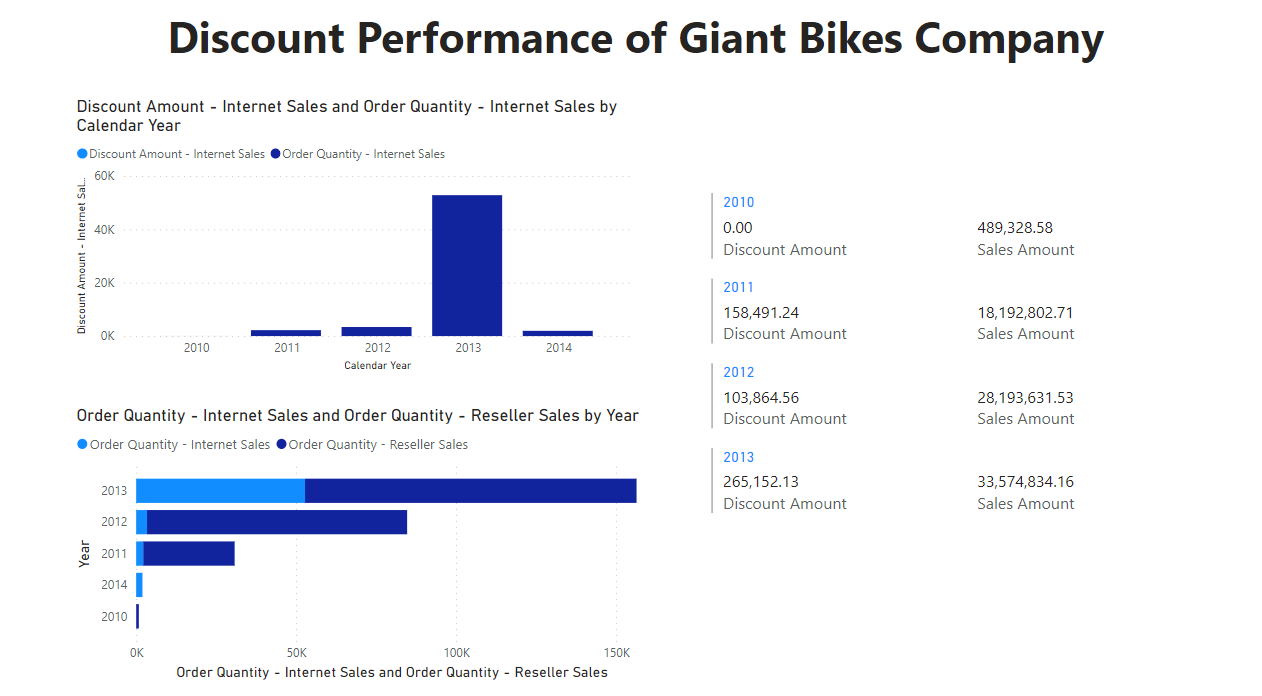 Discount Performance of Giant Bikes Company
Discount Amount - Internet Sales and Order Quantity - Internet Sales by
Calendar Year
Discount Amount - Internet Sales Order Quantity - Internet Sales
Discount Amount - Internet Sal...
60K
40K
20K
0K
2010 2011 2012 2013 2014
Calendar Year
Order Quantity - Internet Sales and Order Quantity - Reseller Sales by Year
Order Quantity - Internet Sales Order Quantity - Reseller Sales
Year
2013
2012
2011
2014
2010
0K 50K 100K 150K
Order Quantity - Internet Sales and Order Quantity - Reseller Sales
2010
0.00 489,328.58
Discount Amount Sales Amount
2011
158,491.24 18,192,802.71
Discount Amount Sales Amount
2012
103,864.56 28,193,631.53
Discount Amount Sales Amount
2013
265,152.13 33,574,834.16
Discount Amount Sales Amount